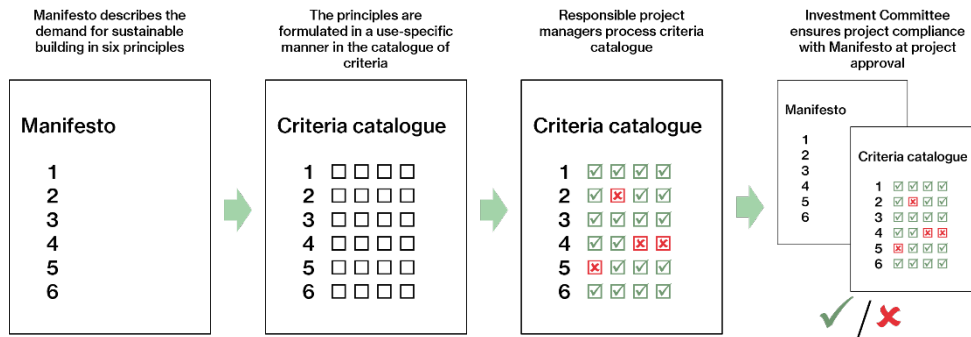 Manifesto describes the
demand for sustainable
building in six principles
The principles are
formulated in a use-specific
manner in the catalogue of
criteria
Responsible project
managers process criteria
catalogue
Investment Committee
ensures project compliance
with Manifesto at project
approval
Manifesto
1
2
3
4
5
6
Criteria catalogue
1
2
3
4
5
6
Criteria catalogue
1
2
3
4
5
6
Manifesto
1
2
3
4
5
6
Criteria catalogue
1
2
3
4
5
6
/